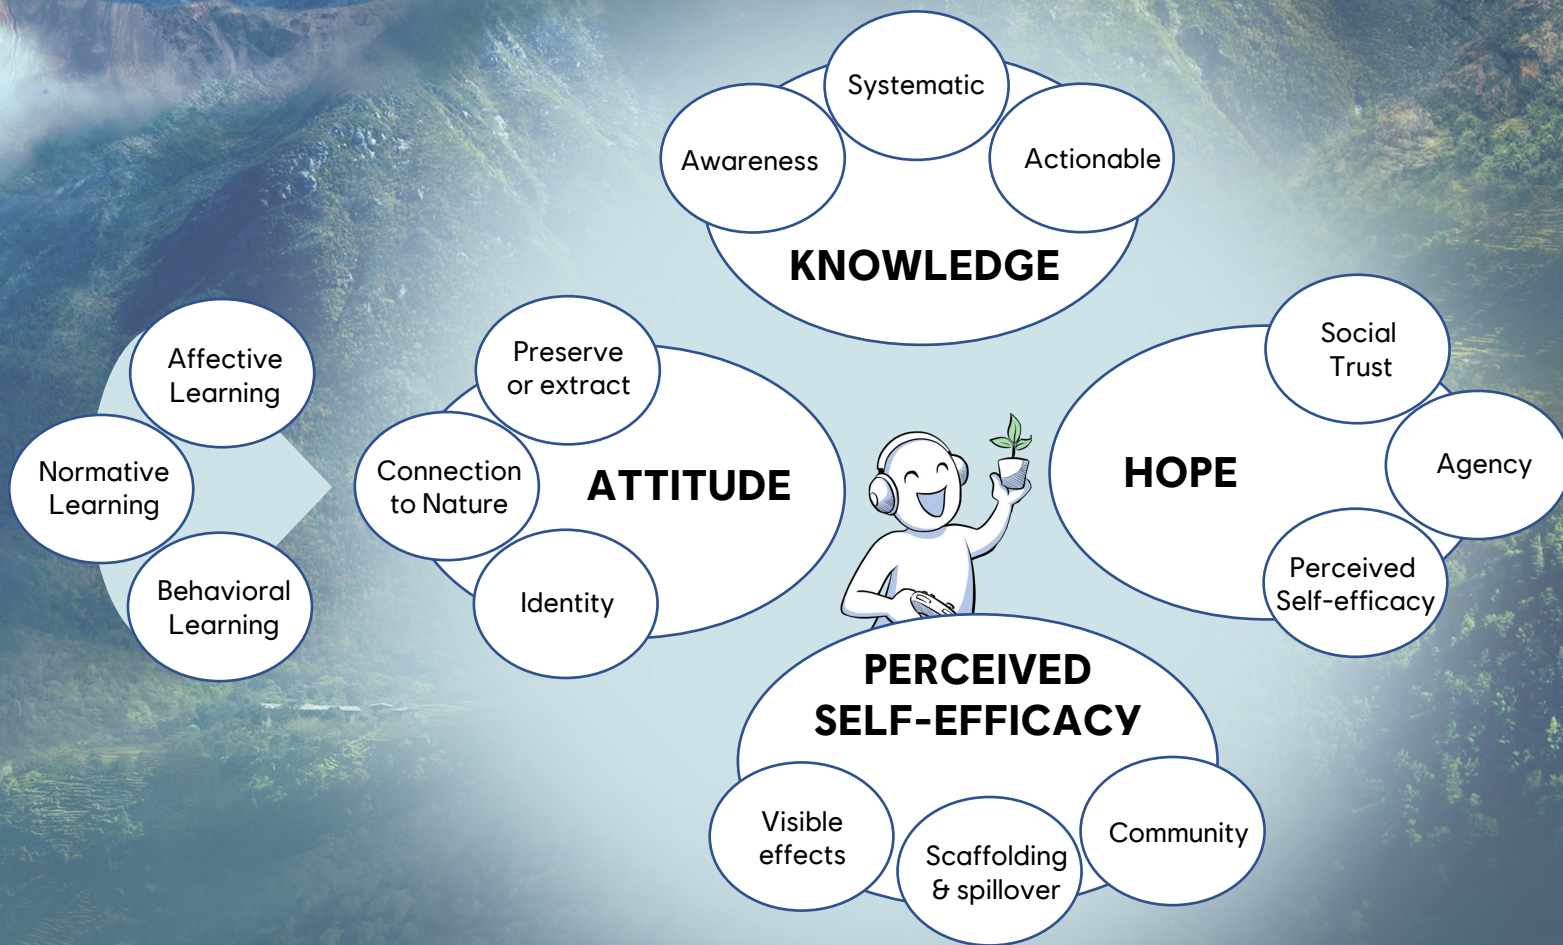 Systematic
Awareness
Actionable
KNOWLEDGE
Affective
Learning
Normative
Learning
Behavioral
Learning
Preserve
or extract
Connection
to Nature
Identity
ATTITUDE
Social
Trust
HOPE
Agency
Perceived
Self-efficacy
PERCEIVED
SELF-EFFICACY
Visible
effects
Scaffolding
& spillover
Community